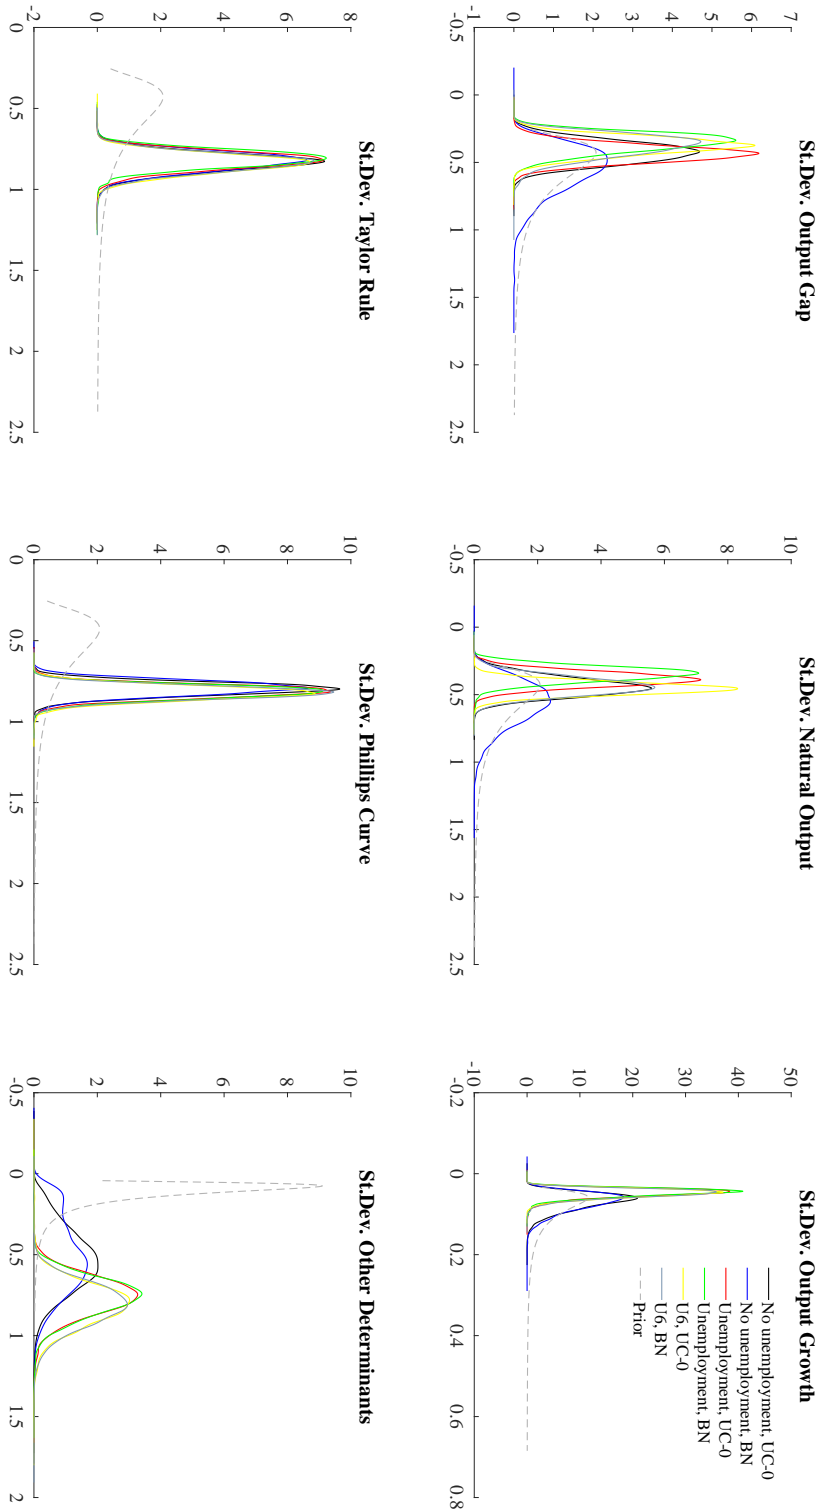 St.Dev. Output Gap
7
6
5
4
3
2
1
0
-1
-0.5 0 0.5 1 1.5 2 2.5
St.Dev. Natural Output
10
8
6
4
2
0
-0.5 0 0.5 1 1.5 2 2.5
St.Dev. Output Growth
50
40
30
20
10
0
-10
-0.2 0 0.2 0.4 0.6 0.8
No unemployment, UC-0
No unemployment, BN
Unemployment, UC-0
Unemployment, BN
U6, UC-0
U6, BN
Prior
St.Dev. Taylor Rule
8
6
4
2
0
-2
0 0.5 1 1.5 2 2.5
St.Dev. Phillips Curve
10
8
6
4
2
0
0 0.5 1 1.5 2 2.5
St.Dev. Other Determinants
10
8
6
4
2
0
-0.5 0 0.5 1 1.5 2